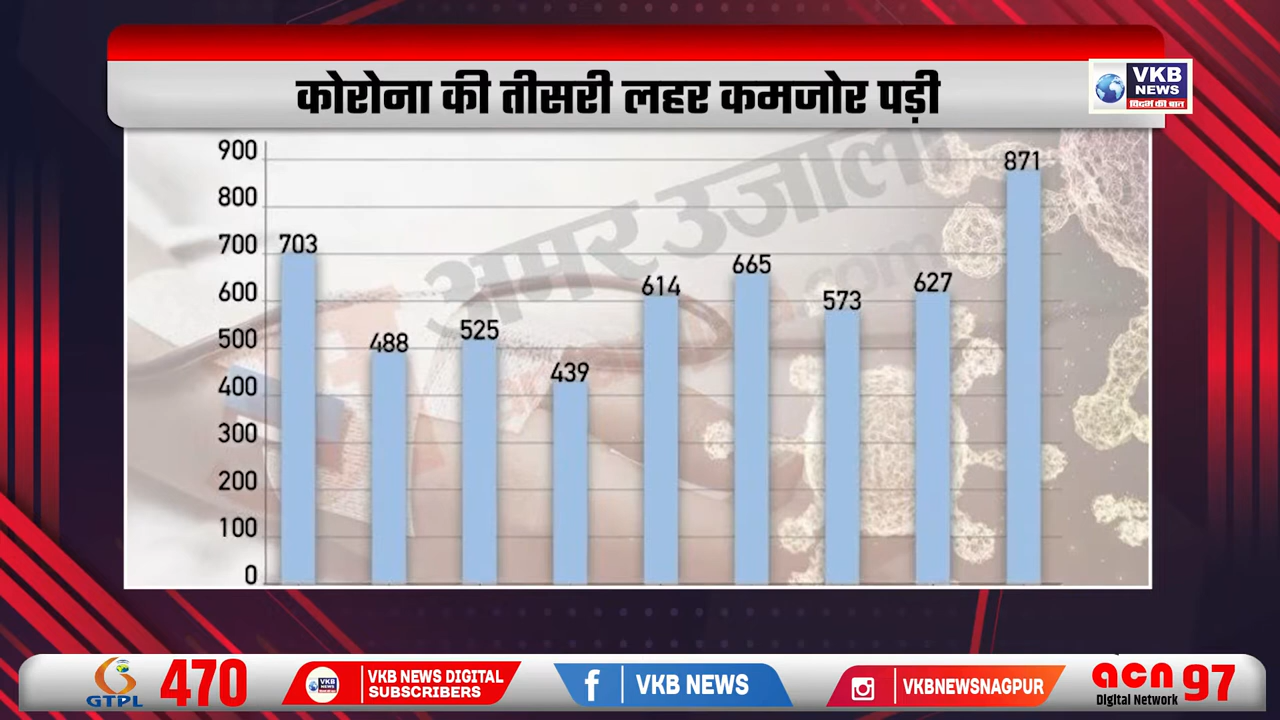 कोरोना की तीसरी लहर कमजोर पड़ी
VKB
NEWS
विदर्भ की बात
अमर उजाला
.com
900
800
700
600
500
400
300
200
100
0
703
488
525
439
614
665
573
627
871
GTPL
470
VKB NEWS DIGITAL
SUBSCRIBERS
VKB NEWS
VKBNEWSNAGPUR
acn
Digital Network
97